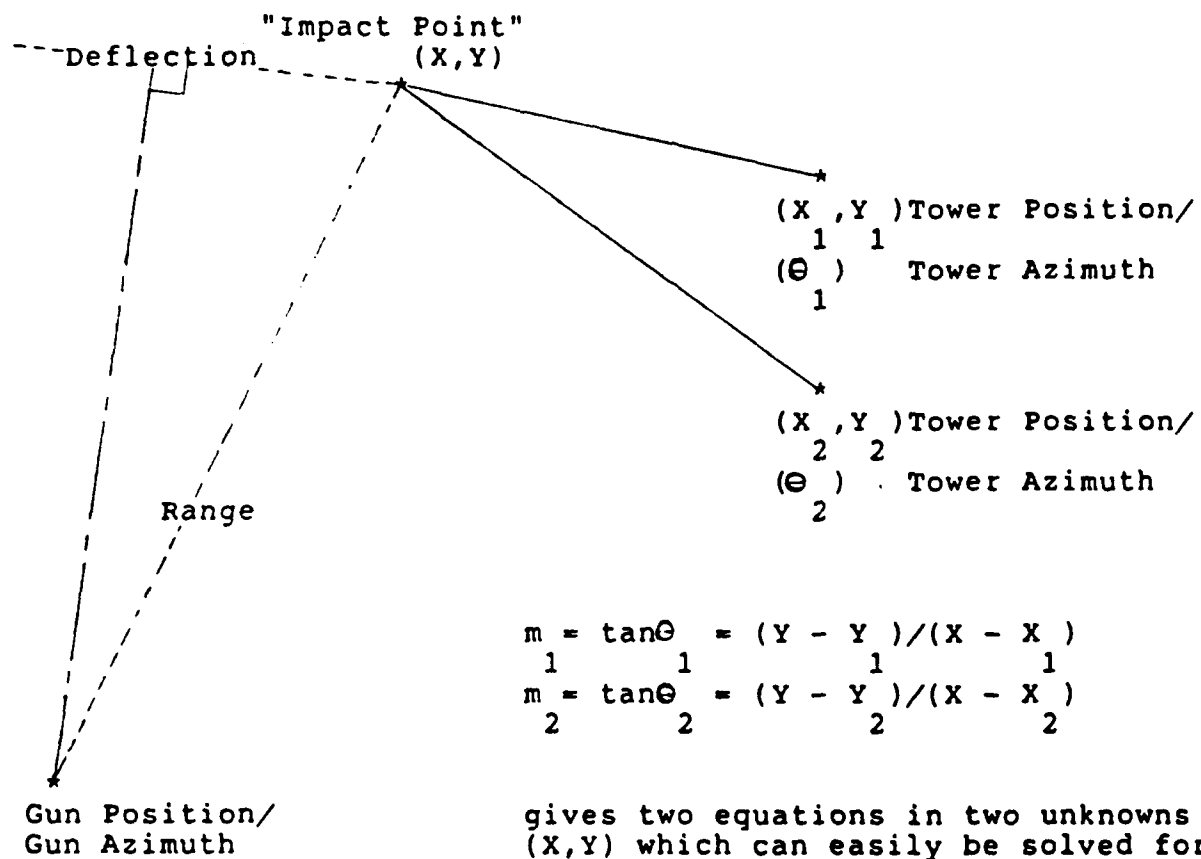 "Impact Point"
(X,Y)
Deflection
(X1,Y1)Tower Position/
(Θ1) Tower Azimuth
(X2,Y2)Tower Position/
(Θ2) Tower Azimuth
Range
m1 = tanΘ1 = (Y - Y1)/(X - X1)
m2 = tanΘ2 = (Y - Y2)/(X - X2)
Gun Position/
Gun Azimuth
gives two equations in two unknowns
(X,Y) which can easily be solved for